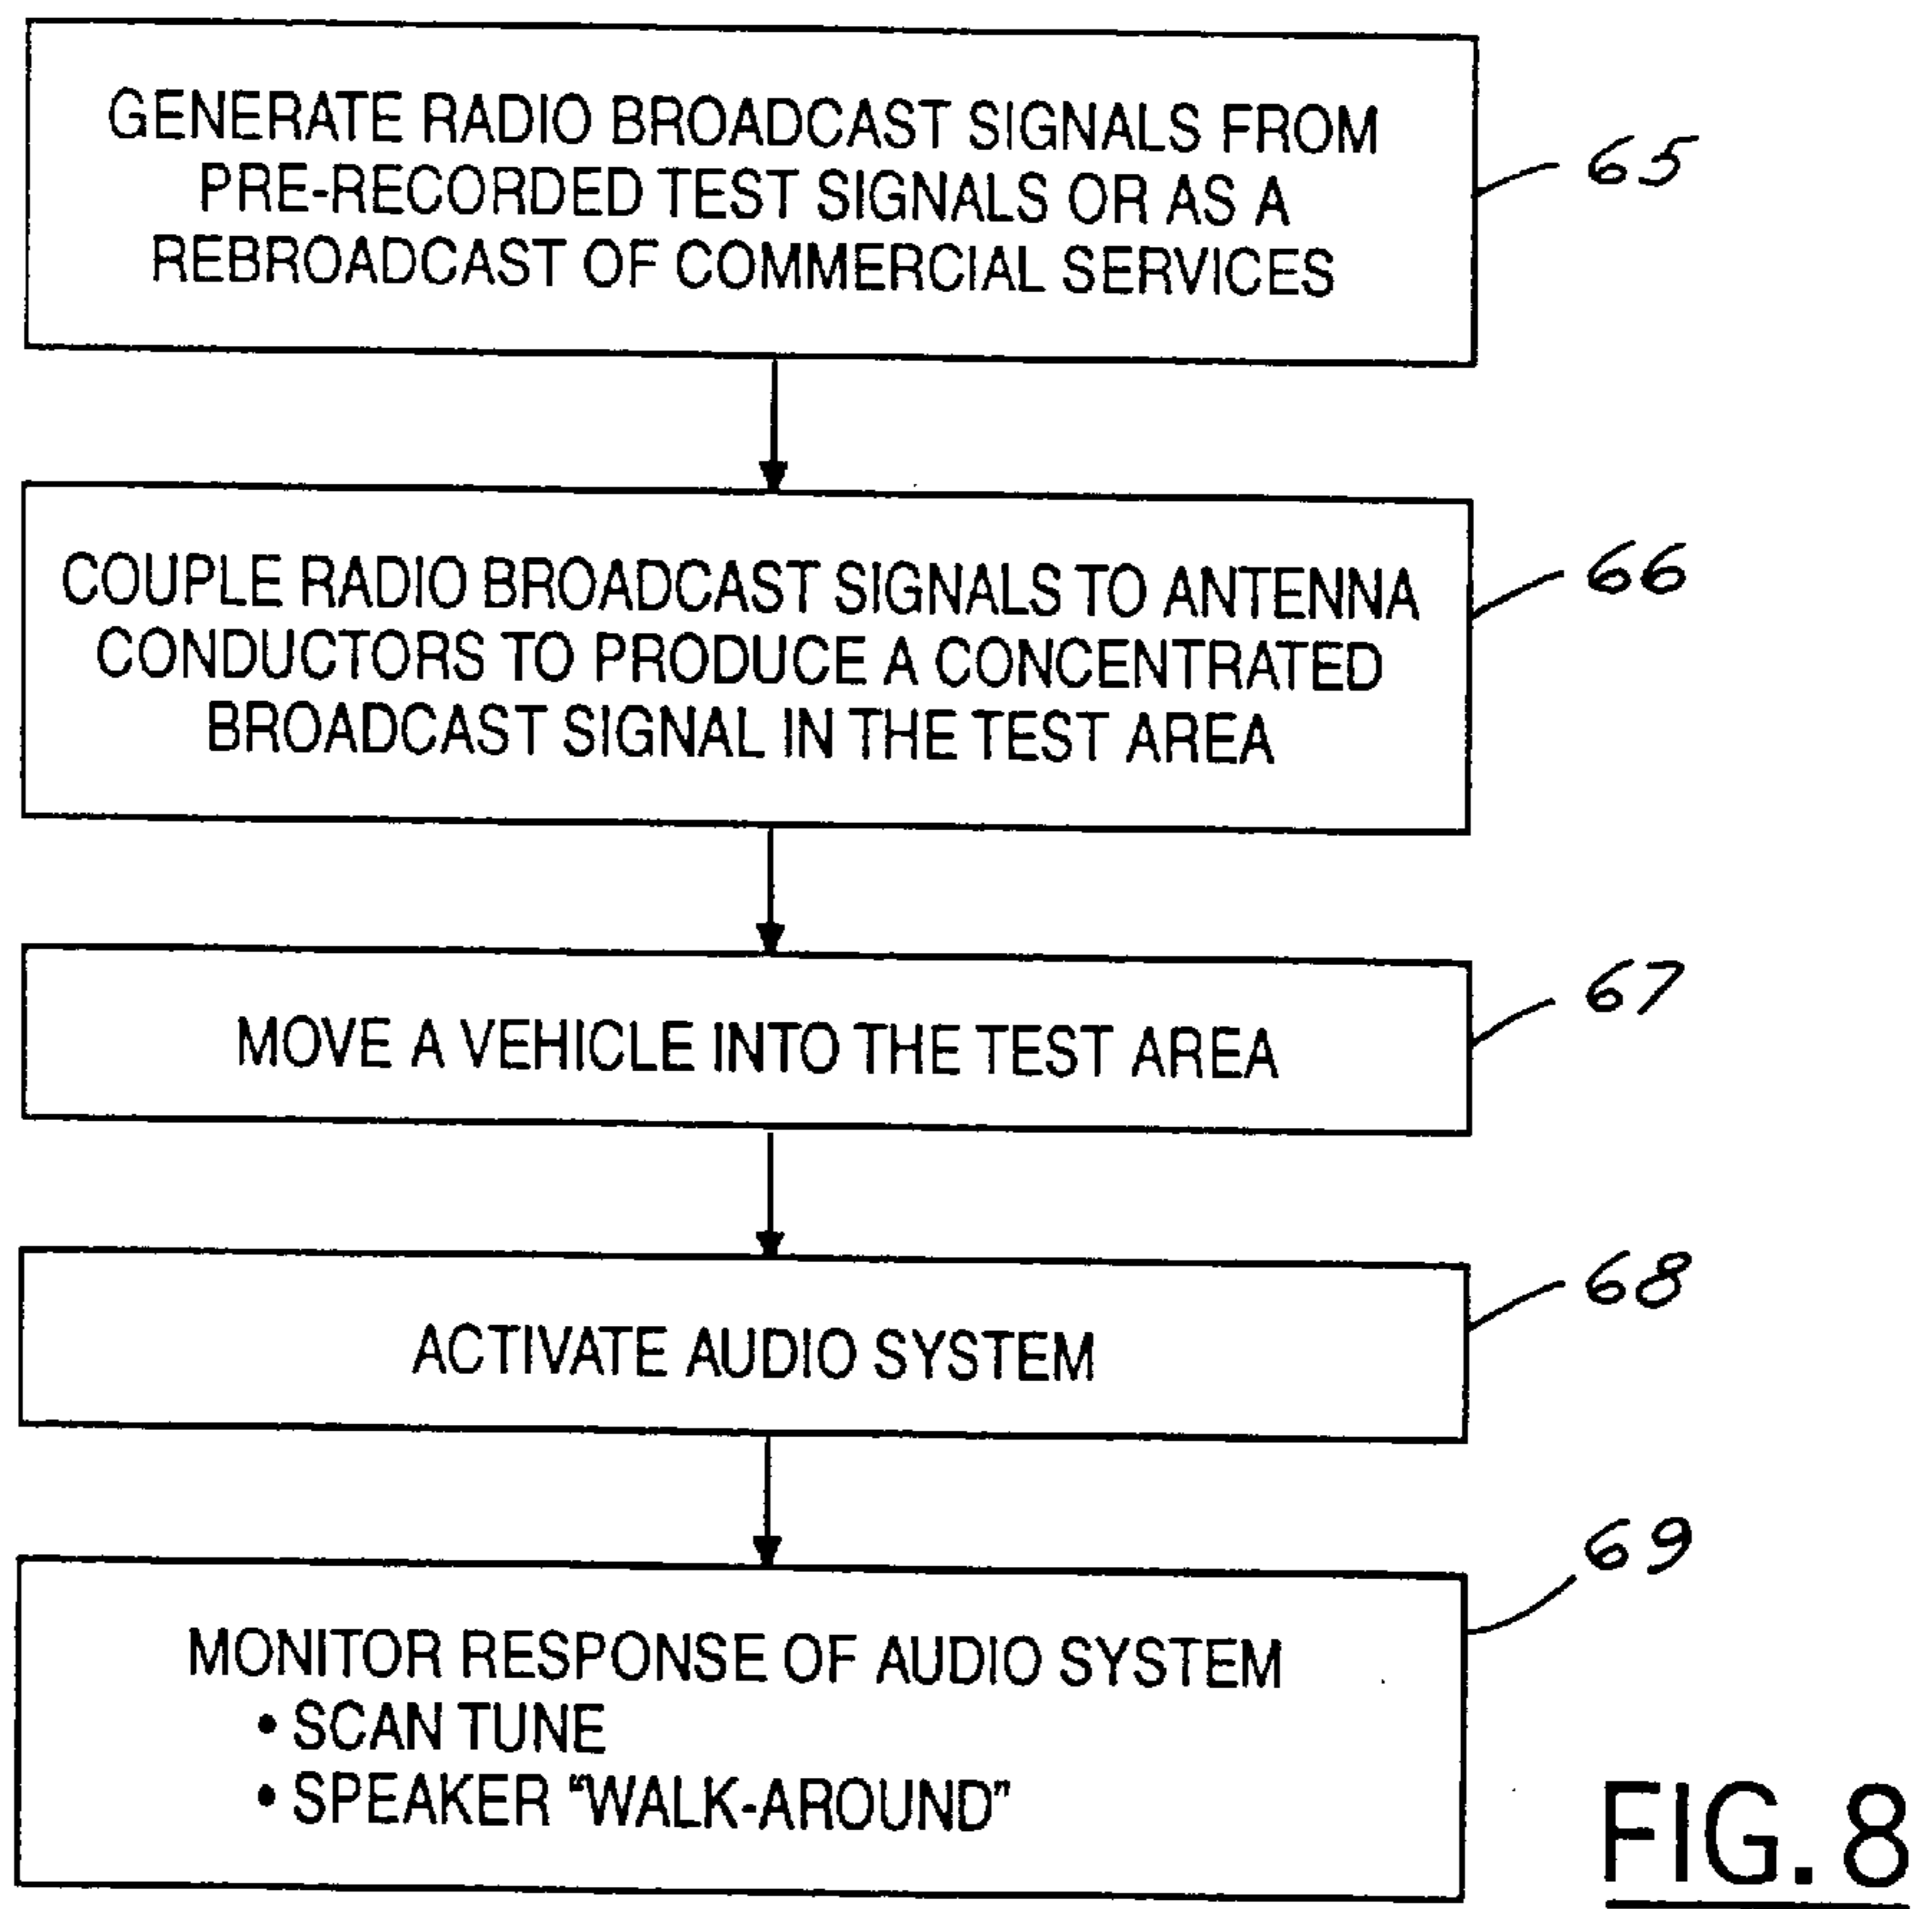 GENERATE RADIO BROADCAST SIGNALS FROM
PRE-RECORDED TEST SIGNALS OR AS A
REBROADCAST OF COMMERCIAL SERVICES
65
COUPLE RADIO BROADCAST SIGNALS TO ANTENNA
CONDUCTORS TO PRODUCE A CONCENTRATED
BROADCAST SIGNAL IN THE TEST AREA
66
MOVE A VEHICLE INTO THE TEST AREA
67
ACTIVATE AUDIO SYSTEM
68
MONITOR RESPONSE OF AUDIO SYSTEM
• SCAN TUNE
• SPEAKER “WALK-AROUND”
69
FIG. 8